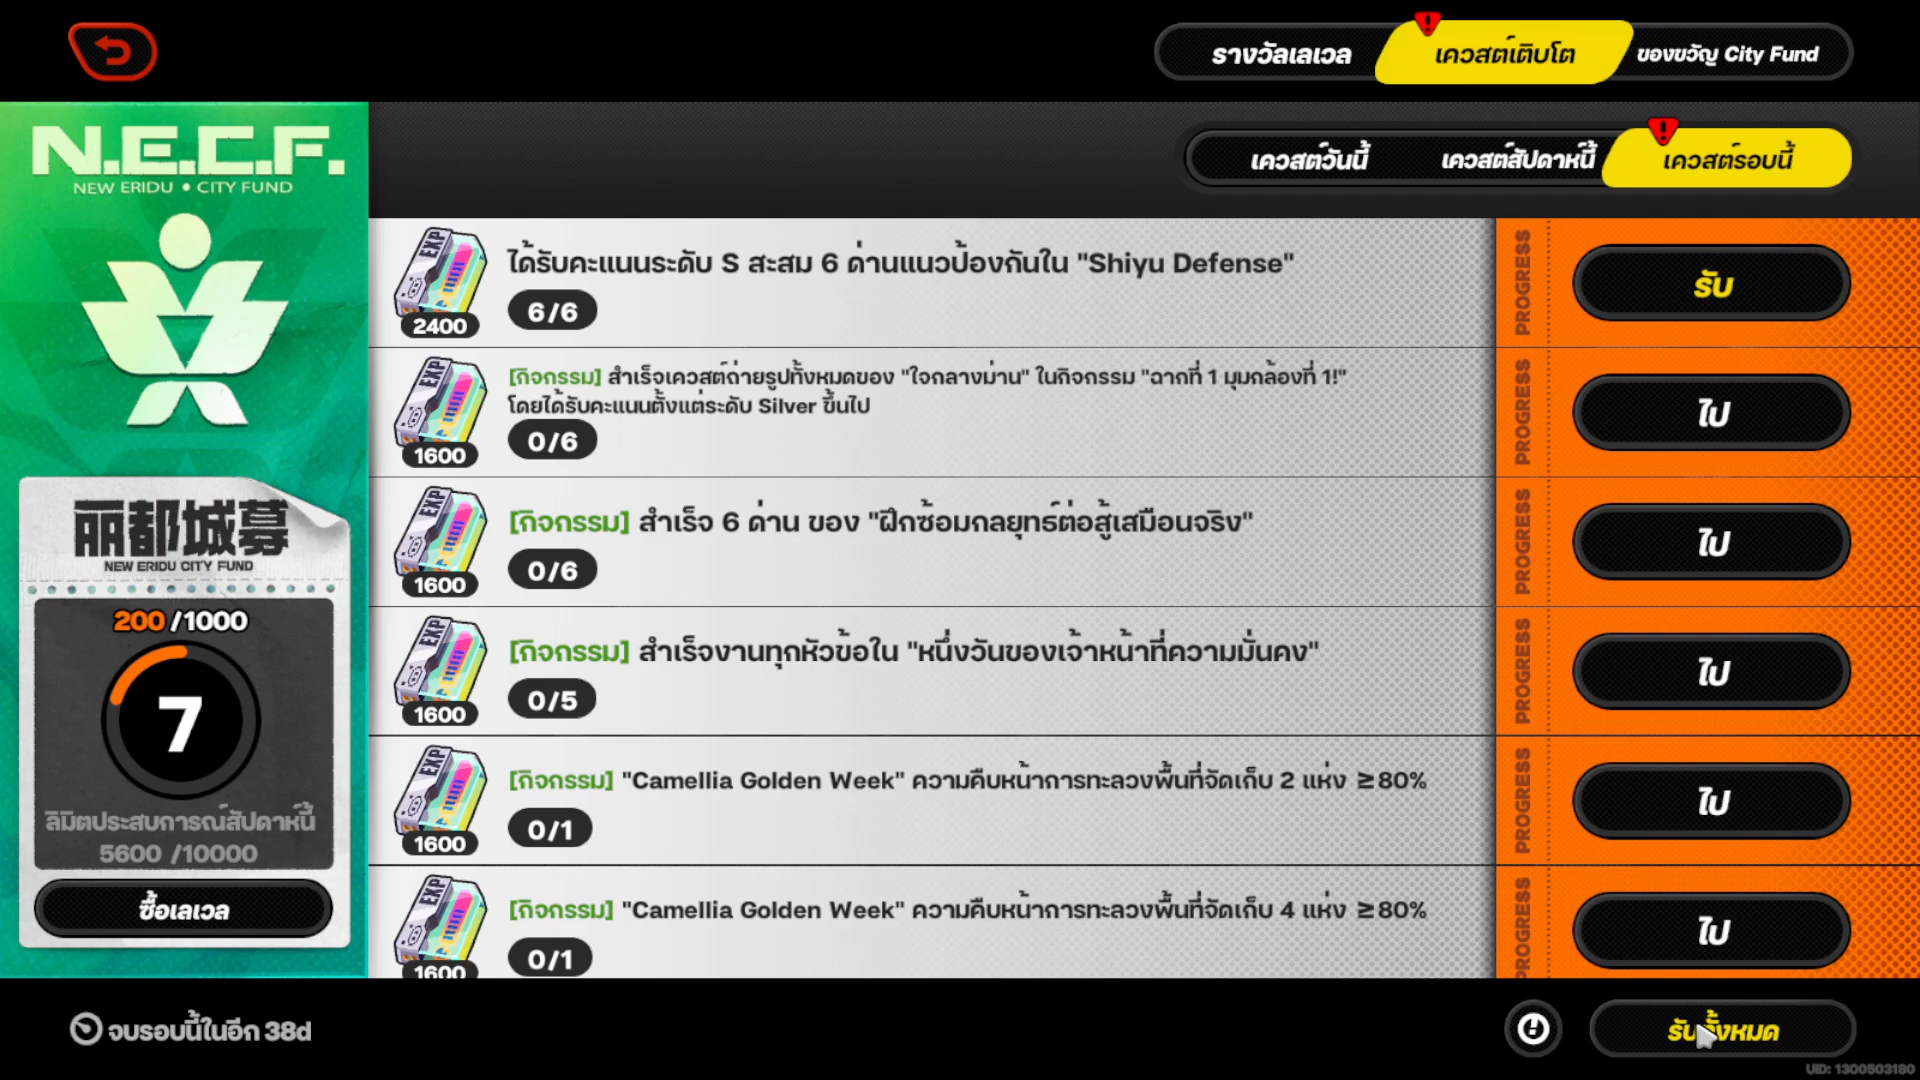 รางวัลเลเวล
เควสต์เติบโต
ของขวัญ City Fund
N.E.C.F.
NEW ERIDU • CITY FUND
เควสต์วันนี้
เควสต์สัปดาห์นี้
เควสต์รอบนี้
EXP
2400
ได้รับคะแนนระดับ S สะสม 6 ด่านแนวป้องกันใน "Shiyu Defense"
6/6
PROGRESS
รับ
EXP
1600
[กิจกรรม] สำเร็จเควสต์ถ่ายรูปทั้งหมดของ "ใจกลางม่าน" ในกิจกรรม "ฉากที่ 1 มุมกล้องที่ 1!"
โดยได้รับคะแนนตั้งแต่ระดับ Silver ขึ้นไป
0/6
PROGRESS
ไป
EXP
1600
[กิจกรรม] สำเร็จ 6 ด่าน ของ "ฝึกซ้อมกลยุทธ์ต่อสู้เสมือนจริง"
0/6
PROGRESS
ไป
EXP
1600
[กิจกรรม] สำเร็จงานทุกหัวข้อใน "หนึ่งวันของเจ้าหน้าที่ความมั่นคง"
0/5
PROGRESS
ไป
EXP
1600
[กิจกรรม] "Camellia Golden Week" ความคืบหน้าการทะลวงพื้นที่จัดเก็บ 2 แห่ง ≥80%
0/1
PROGRESS
ไป
EXP
1600
[กิจกรรม] "Camellia Golden Week" ความคืบหน้าการทะลวงพื้นที่จัดเก็บ 4 แห่ง ≥80%
0/1
PROGRESS
ไป
丽都城募
NEW ERIDU CITY FUND
200 /1000
7
ลิมิตประสบการณ์สัปดาห์นี้
5600 /10000
ซื้อเลเวล
จบรอบนี้ในอีก 38d
รับทั้งหมด
UID: 1300503180